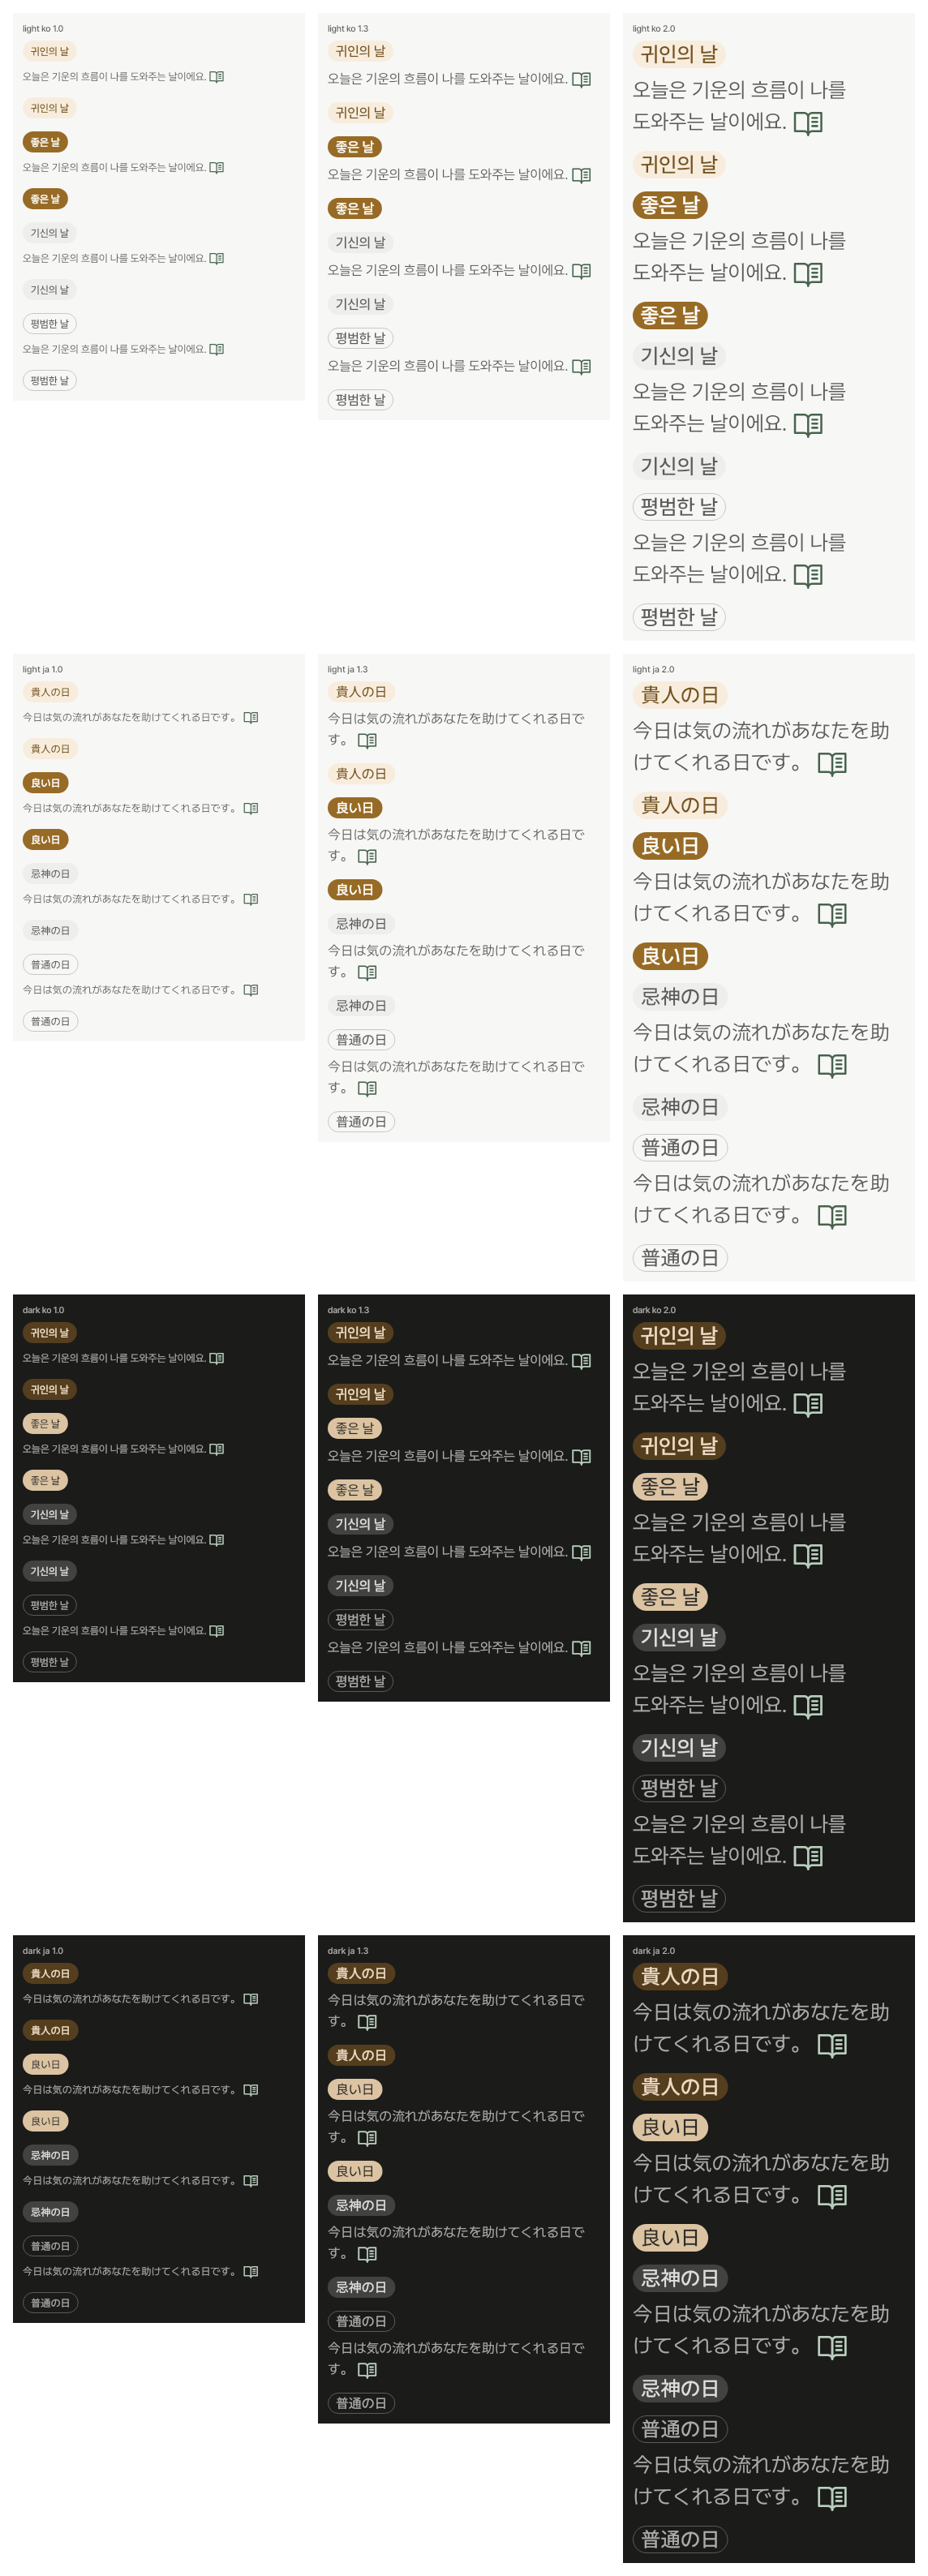 light ko 1.0
귀인의 날
오늘은 기운의 흐름이 나를 도와주는 날이에요.
귀인의 날
좋은 날
오늘은 기운의 흐름이 나를 도와주는 날이에요.
좋은 날
기신의 날
오늘은 기운의 흐름이 나를 도와주는 날이에요.
기신의 날
평범한 날
오늘은 기운의 흐름이 나를 도와주는 날이에요.
평범한 날
light ko 1.3
귀인의 날
오늘은 기운의 흐름이 나를 도와주는 날이에요.
귀인의 날
좋은 날
오늘은 기운의 흐름이 나를 도와주는 날이에요.
좋은 날
기신의 날
오늘은 기운의 흐름이 나를 도와주는 날이에요.
기신의 날
평범한 날
오늘은 기운의 흐름이 나를 도와주는 날이에요.
평범한 날
light ko 2.0
귀인의 날
오늘은 기운의 흐름이 나를
도와주는 날이에요.
귀인의 날
좋은 날
오늘은 기운의 흐름이 나를
도와주는 날이에요.
좋은 날
기신의 날
오늘은 기운의 흐름이 나를
도와주는 날이에요.
기신의 날
평범한 날
오늘은 기운의 흐름이 나를
도와주는 날이에요.
평범한 날
light ja 1.0
貴人の日
今日は気の流れがあなたを助けてくれる日です。
貴人の日
良い日
今日は気の流れがあなたを助けてくれる日です。
良い日
忌神の日
今日は気の流れがあなたを助けてくれる日です。
忌神の日
普通の日
今日は気の流れがあなたを助けてくれる日です。
普通の日
light ja 1.3
貴人の日
今日は気の流れがあなたを助けてくれる日で
す。
貴人の日
良い日
今日は気の流れがあなたを助けてくれる日で
す。
良い日
忌神の日
今日は気の流れがあなたを助けてくれる日で
す。
忌神の日
普通の日
今日は気の流れがあなたを助けてくれる日で
す。
普通の日
light ja 2.0
貴人の日
今日は気の流れがあなたを助
けてくれる日です。
貴人の日
良い日
今日は気の流れがあなたを助
けてくれる日です。
良い日
忌神の日
今日は気の流れがあなたを助
けてくれる日です。
忌神の日
普通の日
今日は気の流れがあなたを助
けてくれる日です。
普通の日
dark ko 1.0
귀인의 날
오늘은 기운의 흐름이 나를 도와주는 날이에요.
귀인의 날
좋은 날
오늘은 기운의 흐름이 나를 도와주는 날이에요.
좋은 날
기신의 날
오늘은 기운의 흐름이 나를 도와주는 날이에요.
기신의 날
평범한 날
오늘은 기운의 흐름이 나를 도와주는 날이에요.
평범한 날
dark ko 1.3
귀인의 날
오늘은 기운의 흐름이 나를 도와주는 날이에요.
귀인의 날
좋은 날
오늘은 기운의 흐름이 나를 도와주는 날이에요.
좋은 날
기신의 날
오늘은 기운의 흐름이 나를 도와주는 날이에요.
기신의 날
평범한 날
오늘은 기운의 흐름이 나를 도와주는 날이에요.
평범한 날
dark ko 2.0
귀인의 날
오늘은 기운의 흐름이 나를
도와주는 날이에요.
귀인의 날
좋은 날
오늘은 기운의 흐름이 나를
도와주는 날이에요.
좋은 날
기신의 날
오늘은 기운의 흐름이 나를
도와주는 날이에요.
기신의 날
평범한 날
오늘은 기운의 흐름이 나를
도와주는 날이에요.
평범한 날
dark ja 1.0
貴人の日
今日は気の流れがあなたを助けてくれる日です。
貴人の日
良い日
今日は気の流れがあなたを助けてくれる日です。
良い日
忌神の日
今日は気の流れがあなたを助けてくれる日です。
忌神の日
普通の日
今日は気の流れがあなたを助けてくれる日です。
普通の日
dark ja 1.3
貴人の日
今日は気の流れがあなたを助けてくれる日で
す。
貴人の日
良い日
今日は気の流れがあなたを助けてくれる日で
す。
良い日
忌神の日
今日は気の流れがあなたを助けてくれる日で
す。
忌神の日
普通の日
今日は気の流れがあなたを助けてくれる日で
す。
普通の日
dark ja 2.0
貴人の日
今日は気の流れがあなたを助
けてくれる日です。
貴人の日
良い日
今日は気の流れがあなたを助
けてくれる日です。
良い日
忌神の日
今日は気の流れがあなたを助
けてくれる日です。
忌神の日
普通の日
今日は気の流れがあなたを助
けてくれる日です。
普通の日